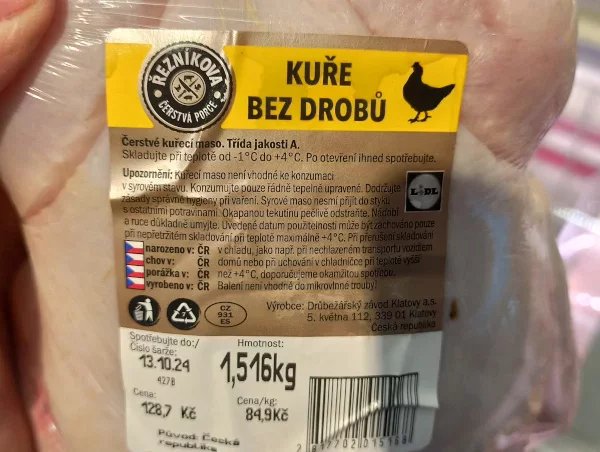 ŘEZNÍKOVA
ČERSTVÁ PORCE
KUŘE
BEZ DROBŮ
Čerstvé kuřecí maso. Třída jakosti A.
Skladujte při teplotě od -1°C do +4°C. Po otevření ihned spotřebujte.
Upozornění: Kuřecí maso není vhodné ke konzumaci
v syrovém stavu. Konzumujte pouze řádně tepelně upravené. Dodržujte
zásady správné hygieny při vaření. Syrové maso nesmí přijít do styku
s ostatními potravinami. Okapanou tekutinu pečlivě odstraňte. Nádobí
a ruce důkladně umyjte. Uvedené datum použitelnosti může být zachováno pouze
při nepřetržitém skladování při teplotě maximálně +4°C. Při přerušení skladování
v chladu, jako např. při nechlazeném transportu vozidlem
domů nebo při uchování v chladničce při teplotě vyšší
než +4°C, doporučujeme okamžitou spotřebu.
Balení není vhodné do mikrovlnné trouby!
LIDL
narozeno v: ČR
chov v: ČR
porážka v: ČR
vyrobeno v: ČR
CZ
931
ES
Výrobce: Drůbežářský závod Klatovy a.s.
5. května 112, 339 01 Klatovy
Česká republika
Spotřebujte do:/
Číslo šarže:
13.10.24
427B
Hmotnost:
1,516kg
Cena:
128,7 Kč
Cena/kg:
84,9Kč
Původ: Česká
republika